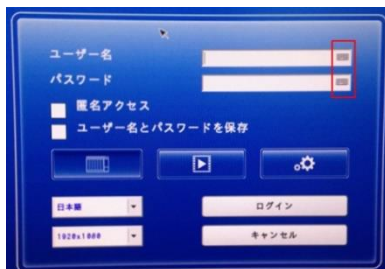 ユーザー名
パスワード
匿名アクセス
ユーザー名とパスワードを保存
日本語
ログイン
1920x1080
キャンセル